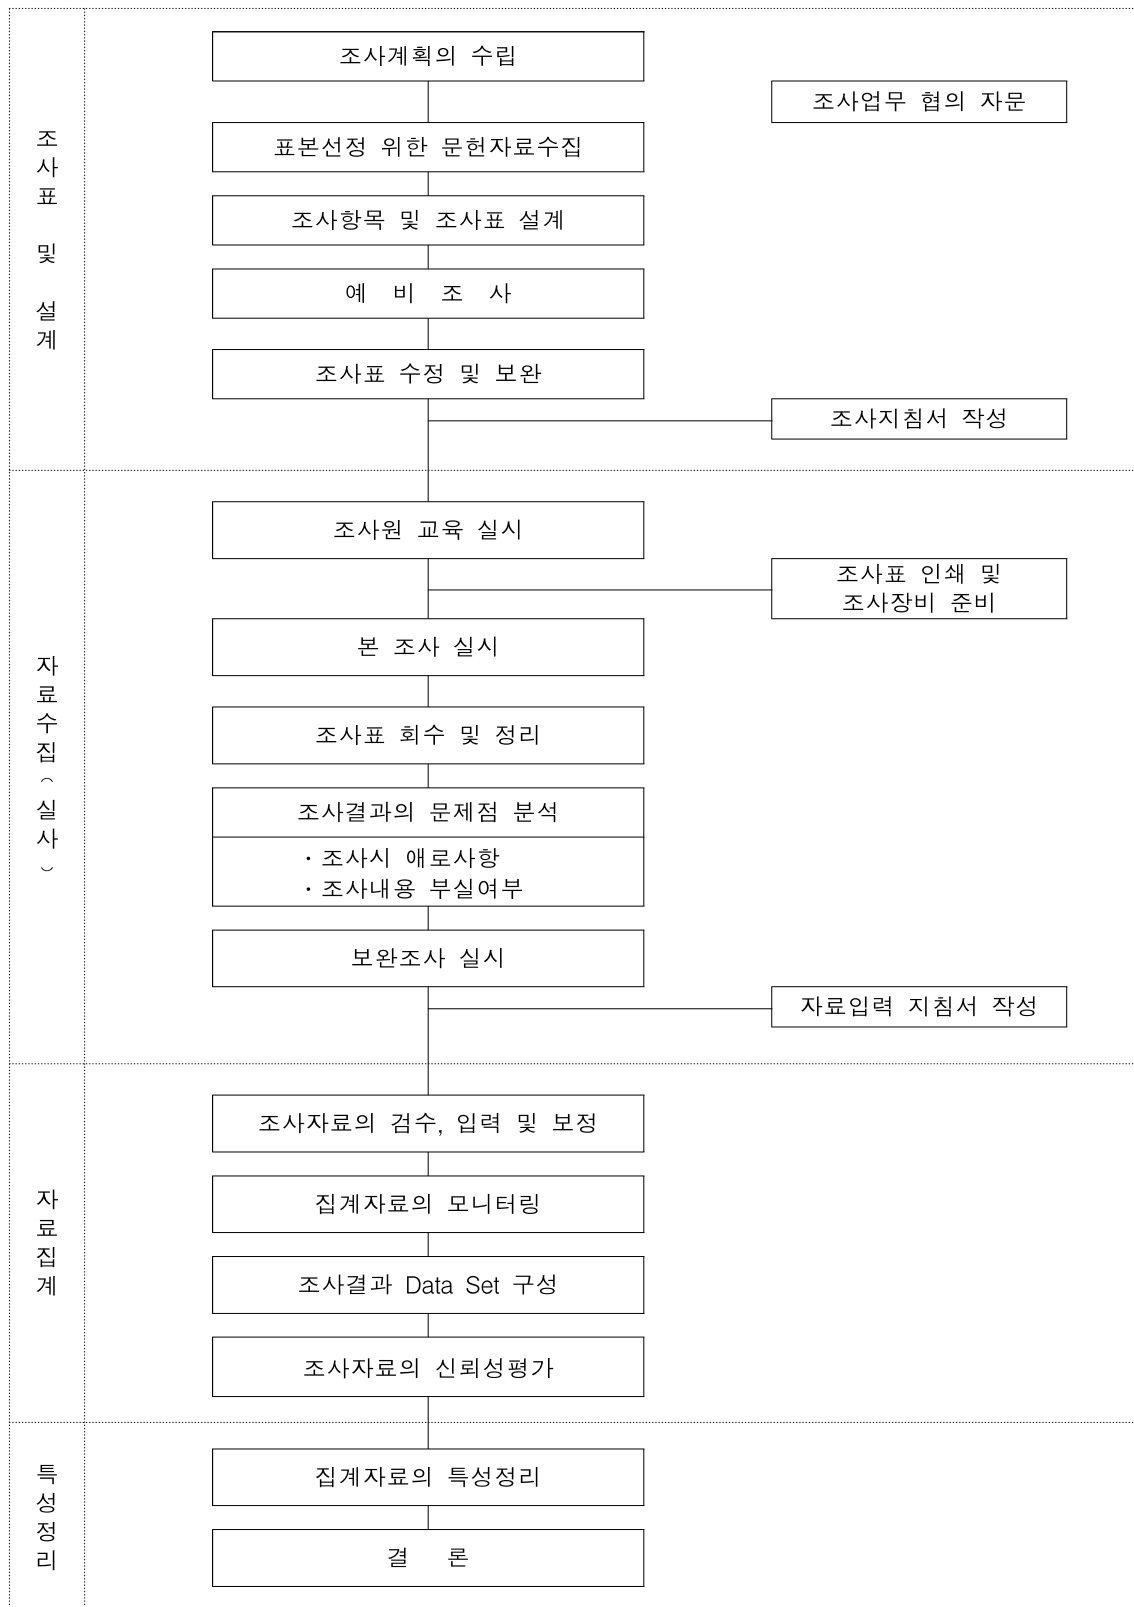 조사표 및 설계
조사계획의 수립
조사업무 협의 자문
표본선정 위한 문헌자료수집
조사항목 및 조사표 설계
예 비 조 사
조사표 수정 및 보완
조사지침서 작성
자료수집(실사)
조사원 교육 실시
조사표 인쇄 및
조사장비 준비
본 조사 실시
조사표 회수 및 정리
조사결과의 문제점 분석
· 조사시 애로사항
· 조사내용 부실여부
보완조사 실시
자료입력 지침서 작성
자료집계
조사자료의 검수, 입력 및 보정
집계자료의 모니터링
조사결과 Data Set 구성
조사자료의 신뢰성평가
특성정리
집계자료의 특성정리
결 론